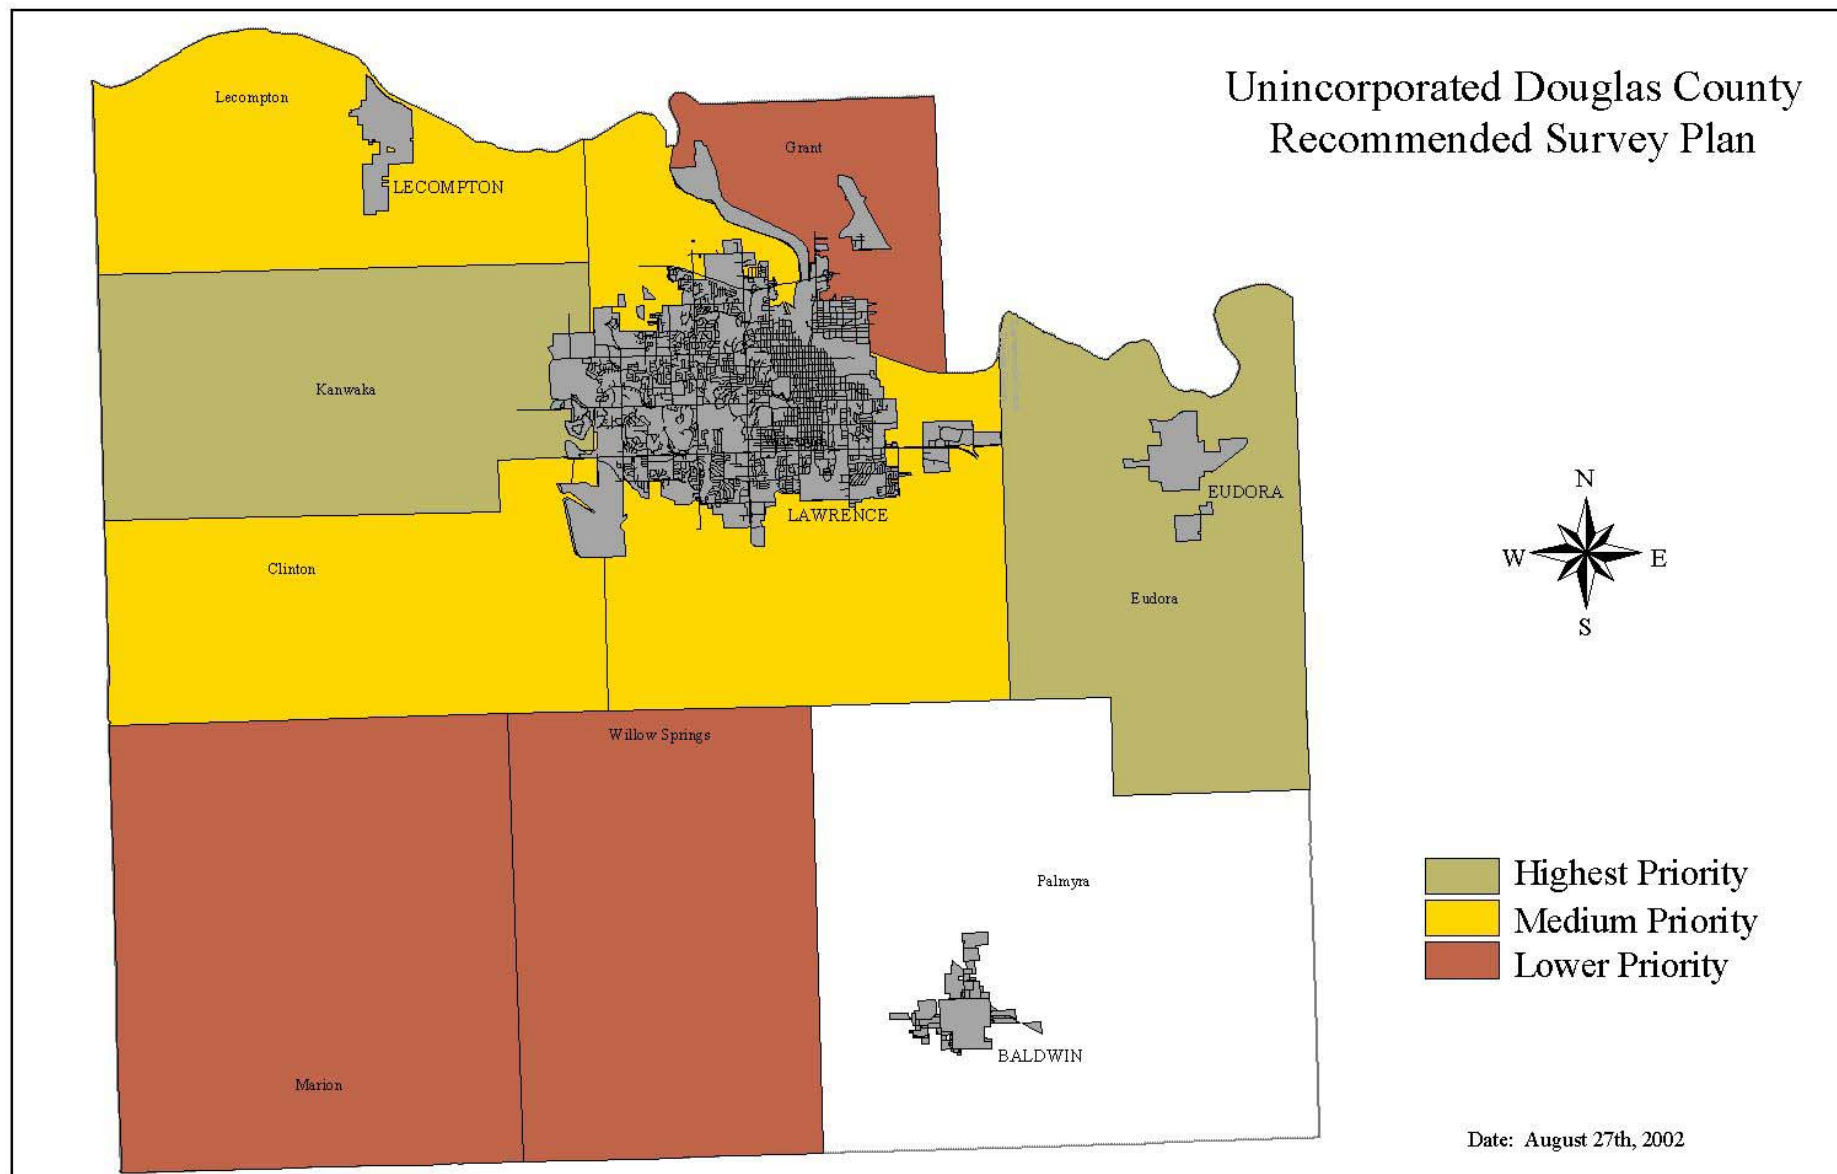 Unincorporated Douglas County
Recommended Survey Plan
Lecompton
Grant
LECOMPTON
Kanwaka
N
W
E
S
EUDORA
LAWRENCE
Clinton
Eudora
Willow Springs
Highest Priority
Medium Priority
Lower Priority
Palmyra
BALDWIN
Marion
Date: August 27th, 2002